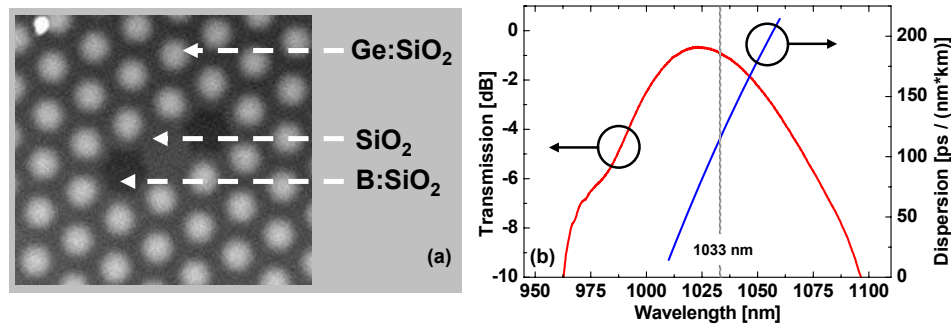 Ge:SiO₂
SiO₂
B:SiO₂
(a)
(b)
0
-2
-4
-6
-8
-10
Transmission [dB]
950
975
1000
1025
1050
1075
1100
Wavelength [nm]
1033 nm
200
150
100
50
0
Dispersion [ps / (nm*km)]